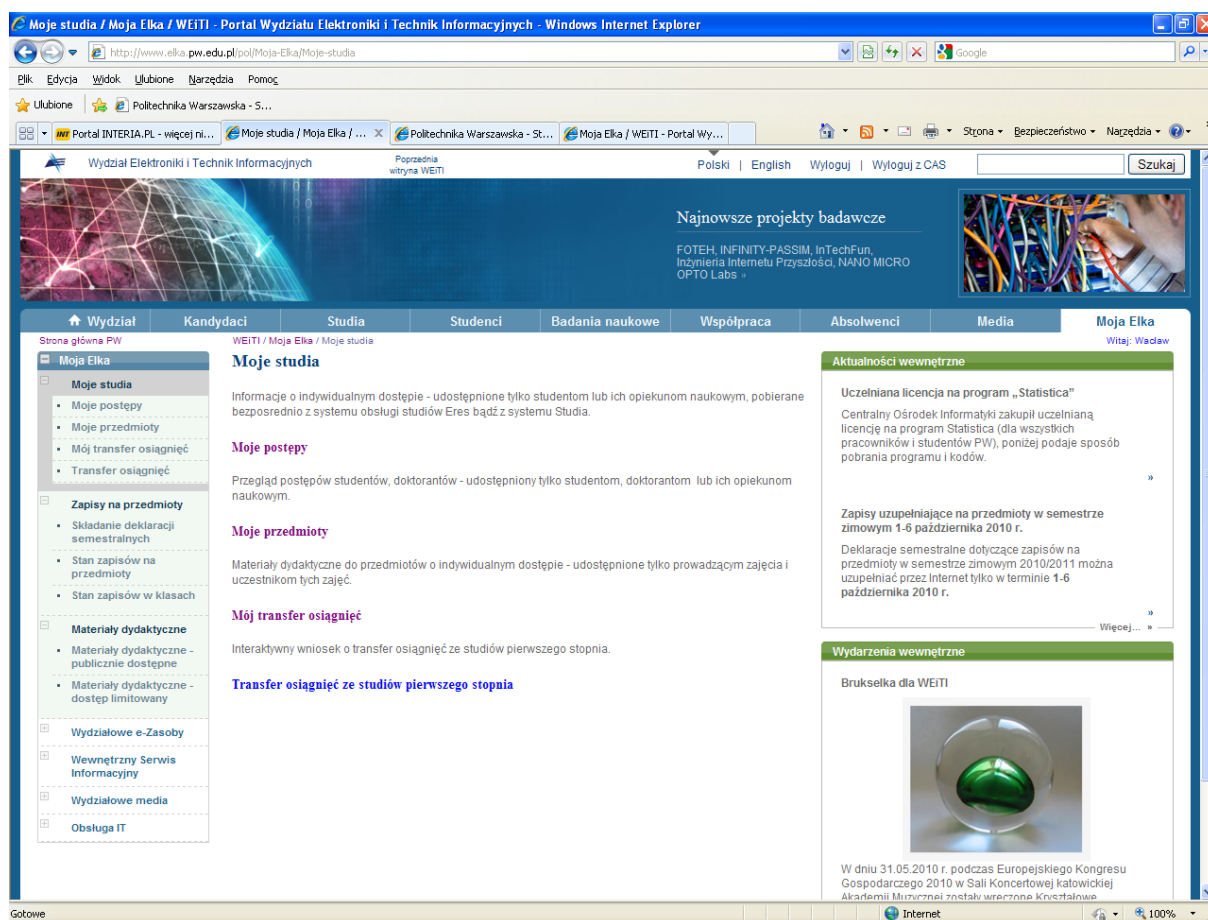 Moje studia / Moja Elka / WEiTI - Portal Wydziału Elektroniki i Technik Informacyjnych - Windows Internet Explorer
http://www.elka.pw.edu.pl/pol/Moja-Elka/Moje-studia
Google
Plik Edycja Widok Ulubione Narzędzia Pomoc
Ulubione Politechnika Warszawska - S...
Portal INTERIA.PL - więcej ni... Moje studia / Moja Elka / ... X Politechnika Warszawska - St... Moja Elka / WEiTI - Portal Wy... Strona Bezpieczeństwo Narzędzia
Wydział Elektroniki i Technik Informacyjnych
Poprzednia
witryna WEiTI
Polski | English Wyloguj | Wyloguj z CAS Szukaj
Najnowsze projekty badawcze
FOTEH, INFINITY-PASSIM, InTechFun,
Inżynieria Internetu Przyszłości, NANO MICRO
OPTO Labs »
Wydział Kandydaci Studia Studenci Badania naukowe Współpraca Absolwenci Media Moja Elka
Strona główna PW
WEiTI / Moja Elka / Moje studia
Witaj: Wacław
Moja Elka
Moje studia
Moje postępy
Moje przedmioty
Mój transfer osiągnięć
Transfer osiągnięć
Zapisy na przedmioty
Składanie deklaracji
semestralnych
Stan zapisów na
przedmioty
Stan zapisów w klasach
Materiały dydaktyczne
Materiały dydaktyczne -
publicznie dostępne
Materiały dydaktyczne -
dostęp limitowany
Wydziałowe e-Zasoby
Wewnętrzny Serwis
Informacyjny
Wydziałowe media
Obsługa IT
Moje studia
Informacje o indywidualnym dostępie - udostępnione tylko studentom lub ich opiekunom naukowym, pobierane
bezposrednio z systemu obsługi studiów Eres bądź z systemu Studia.
Moje postępy
Przegląd postępów studentów, doktorantów - udostępniony tylko studentom, doktorantom lub ich opiekunom
naukowym.
Moje przedmioty
Materiały dydaktyczne do przedmiotów o indywidualnym dostępie - udostępnione tylko prowadzącym zajęcia i
uczestnikom tych zajęć.
Mój transfer osiągnięć
Interaktywny wniosek o transfer osiągnięć ze studiów pierwszego stopnia.
Transfer osiągnięć ze studiów pierwszego stopnia
Aktualności wewnętrzne
Uczelniana licencja na program „Statistica”
Centralny Ośrodek Informatyki zakupił uczelnianą
licencję na program Statistica (dla wszystkich
pracowników i studentów PW), poniżej podaje sposób
pobrania programu i kodów.
»
Zapisy uzupełniające na przedmioty w semestrze
zimowym 1-6 października 2010 r.
Deklaracje semestralne dotyczące zapisów na
przedmioty w semestrze zimowym 2010/2011 można
uzupełniać przez Internet tylko w terminie 1-6
października 2010 r.
»
Więcej... »
Wydarzenia wewnętrzne
Brukselka dla WEiTI
W dniu 31.05.2010 r. podczas Europejskiego Kongresu
Gospodarczego 2010 w Sali Koncertowej katowickiej
Akademii Muzycznej zostały wręczone Kryształowe
Gotowe
Internet
100%